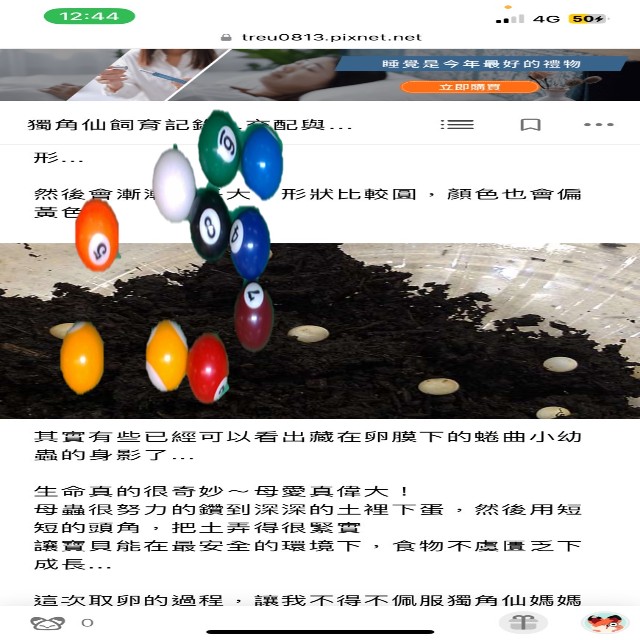 12:44
4G
50
treu0813.pixnet.net
睡覺是今年最好的禮物
立即購買
獨角仙飼育記錄 交配與...
形...
然後會漸漸 大 形狀比較圓，顏色也會偏
黃色
6
3
4
5
7
其實有些已經可以看出藏在卵膜下的蜷曲小幼
蟲的身影了...
生命真的很奇妙～母愛真偉大！
母蟲很努力的鑽到深深的土裡下蛋，然後用短
短的頭角，把土弄得很緊實
讓寶貝能在最安全的環境下，食物不虞匱乏下
成長...
這次取卵的過程，讓我不得不佩服獨角仙媽媽
0